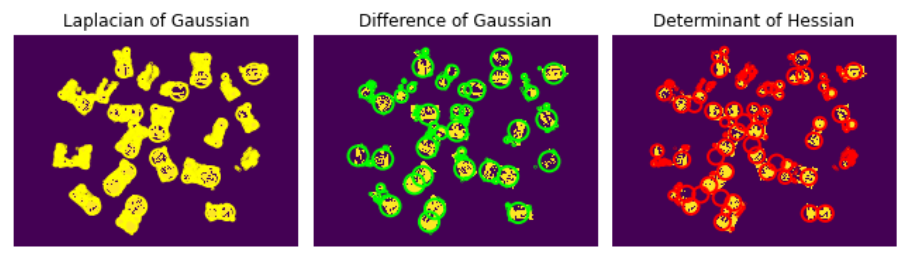 Laplacian of Gaussian
Difference of Gaussian
Determinant of Hessian